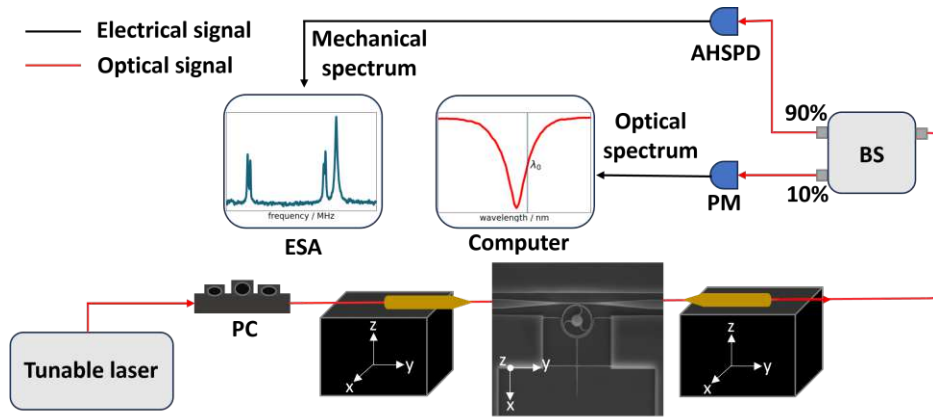 Electrical signal
Optical signal
Mechanical
spectrum
AHSPD
90%
BS
Optical
spectrum
λ₀
10%
PM
frequency / MHz
ESA
wavelength / nm
Computer
PC
Tunable laser
z
y
x
z
y
x
z
y
x